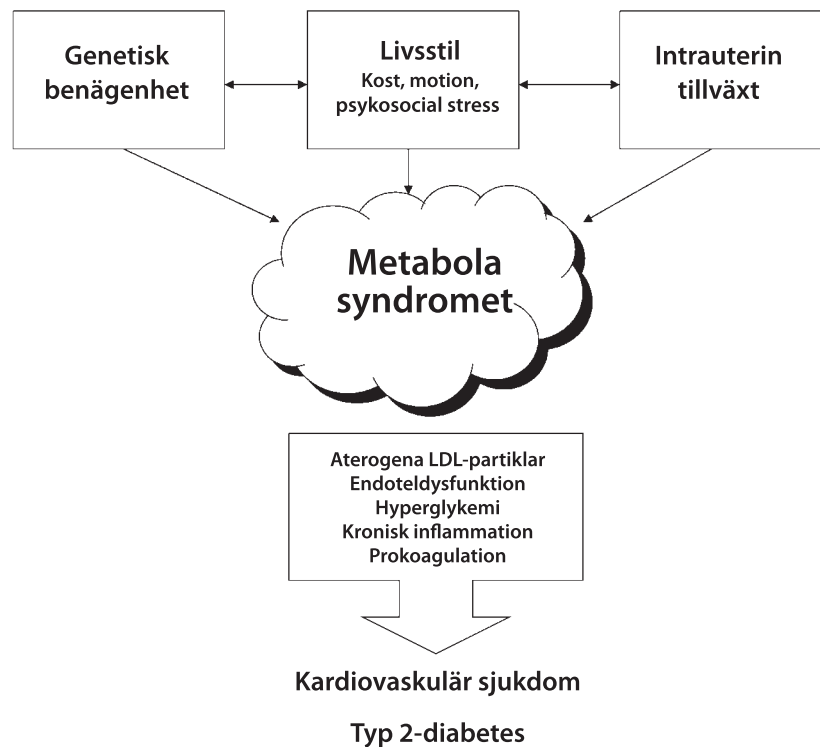 Genetisk
benägenhet
Livsstil
Kost, motion,
psykosocial stress
Intrauterin
tillväxt
Metabola
syndromet
Aterogena LDL-partiklar
Endoteldysfunktion
Hyperglykemi
Kronisk inflammation
Prokoagulation
Kardiovaskulär sjukdom
Typ 2-diabetes